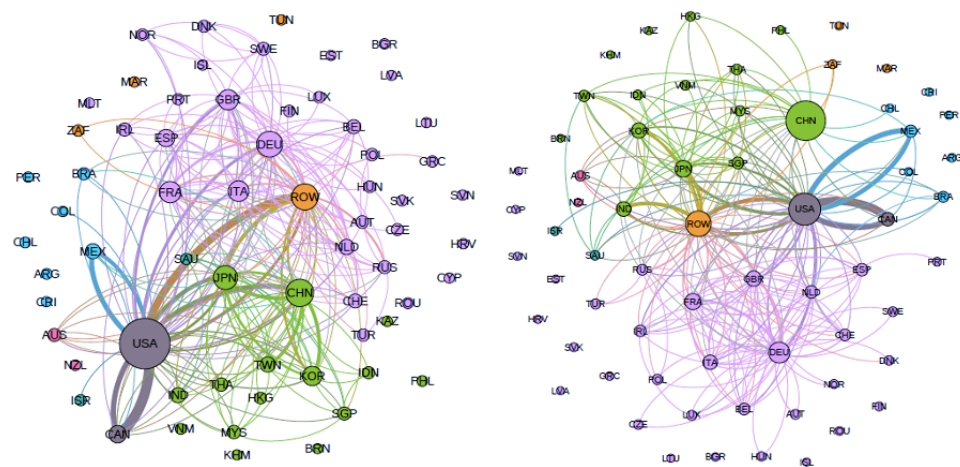 DNK
TUN
NOR
SWE
EST
BGR
ISL
LVA
MAR
PRT
LUX
MLT
GBR
FIN
ZAF
IRL
ESP
BEL
LTU
DEU
POL
GRC
PER
BRA
FRA
ITA
ROW
HUN
SVK
SVN
COL
AUT
CZE
CHL
MEX
SAU
NLD
HRV
ARG
JPN
RUS
CYP
CRI
CHN
CHE
ROU
KAZ
AUS
USA
TUR
NZL
TWN
KOR
IDN
PHL
ISR
IND
THA
HKG
SGP
CAN
VNM
MYS
KHM
BRN
HKG
KAZ
PHL
TUN
KHM
THA
ZAF
MAR
TWN
IDN
VNM
MYS
CHL
CRI
PER
BRN
KOR
CHN
MEX
MLT
AUS
JPN
SGP
COL
ARG
CYP
NZL
IND
USA
CAN
BRA
ISR
ROW
SVN
SAU
EST
RUS
GBR
NLD
ESP
PRT
TUR
FRA
HRV
IRL
CHE
SWE
SVK
ITA
DEU
DNK
LVA
GRC
POL
NOR
CZE
LUX
BEL
AUT
FIN
ROU
LTU
BGR
HUN
ISL